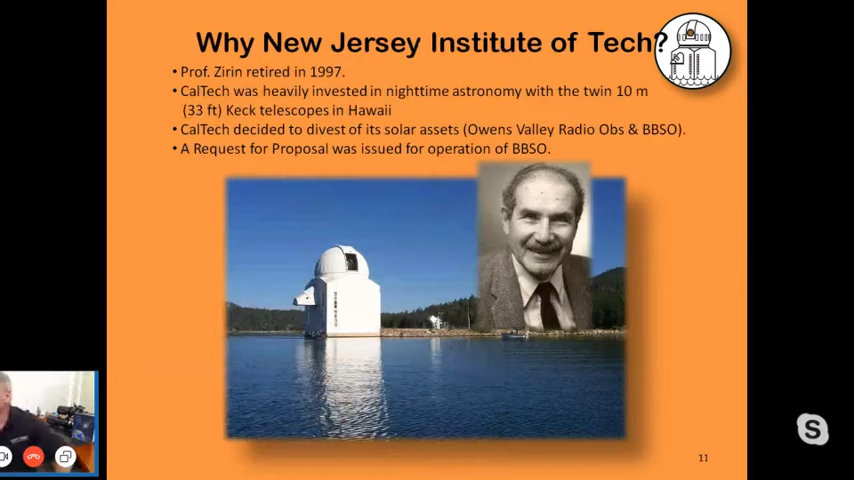 Why New Jersey Institute of Tech?
• Prof. Zirin retired in 1997.
• CalTech was heavily invested in nighttime astronomy with the twin 10 m
(33 ft) Keck telescopes in Hawaii
• CalTech decided to divest of its solar assets (Owens Valley Radio Obs & BBSO).
• A Request for Proposal was issued for operation of BBSO.
S
11